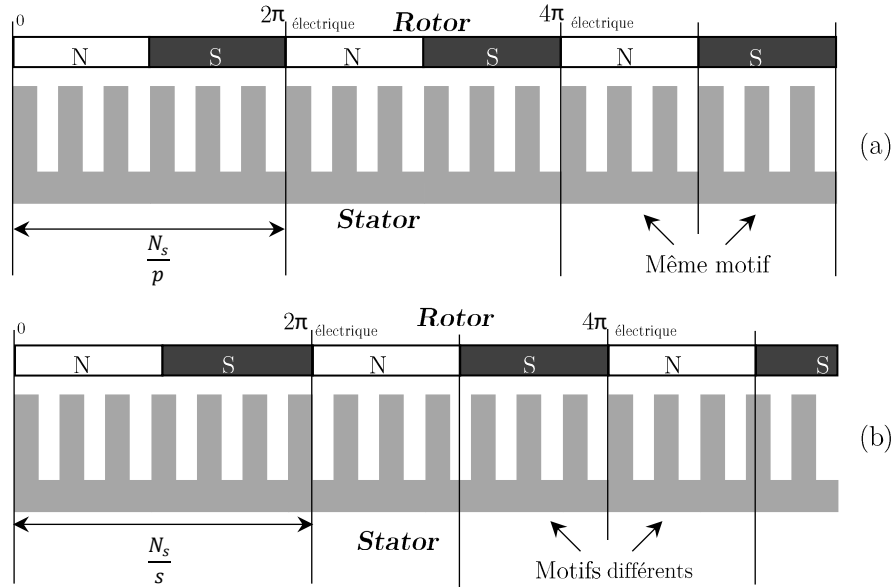 0
2π électrique
Rotor
4π électrique
N S N S N S
(a)
Stator
N_s/p
Même motif
0
2π électrique
Rotor
4π électrique
N S N S N S
(b)
Stator
N_s/s
Motifs différents